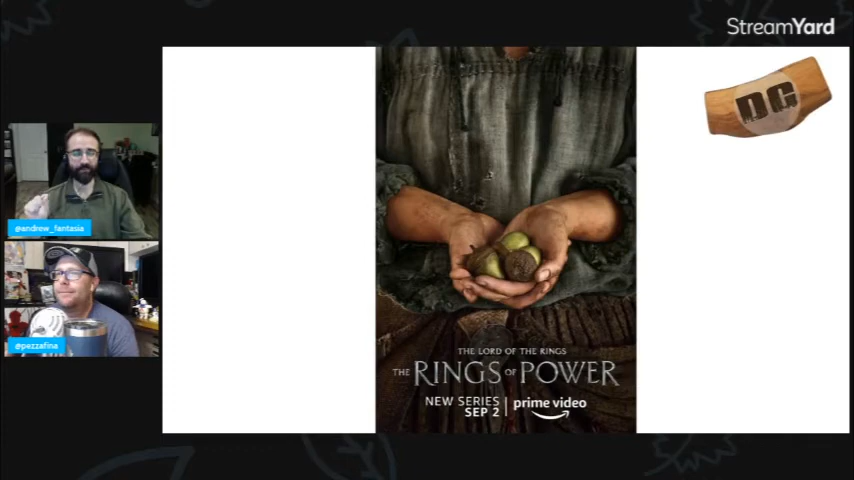 StreamYard
DG
@andrew_fantasia
@pezzafina
THE LORD OF THE RINGS
THE RINGS OF POWER
NEW SERIES
SEP 2
prime video